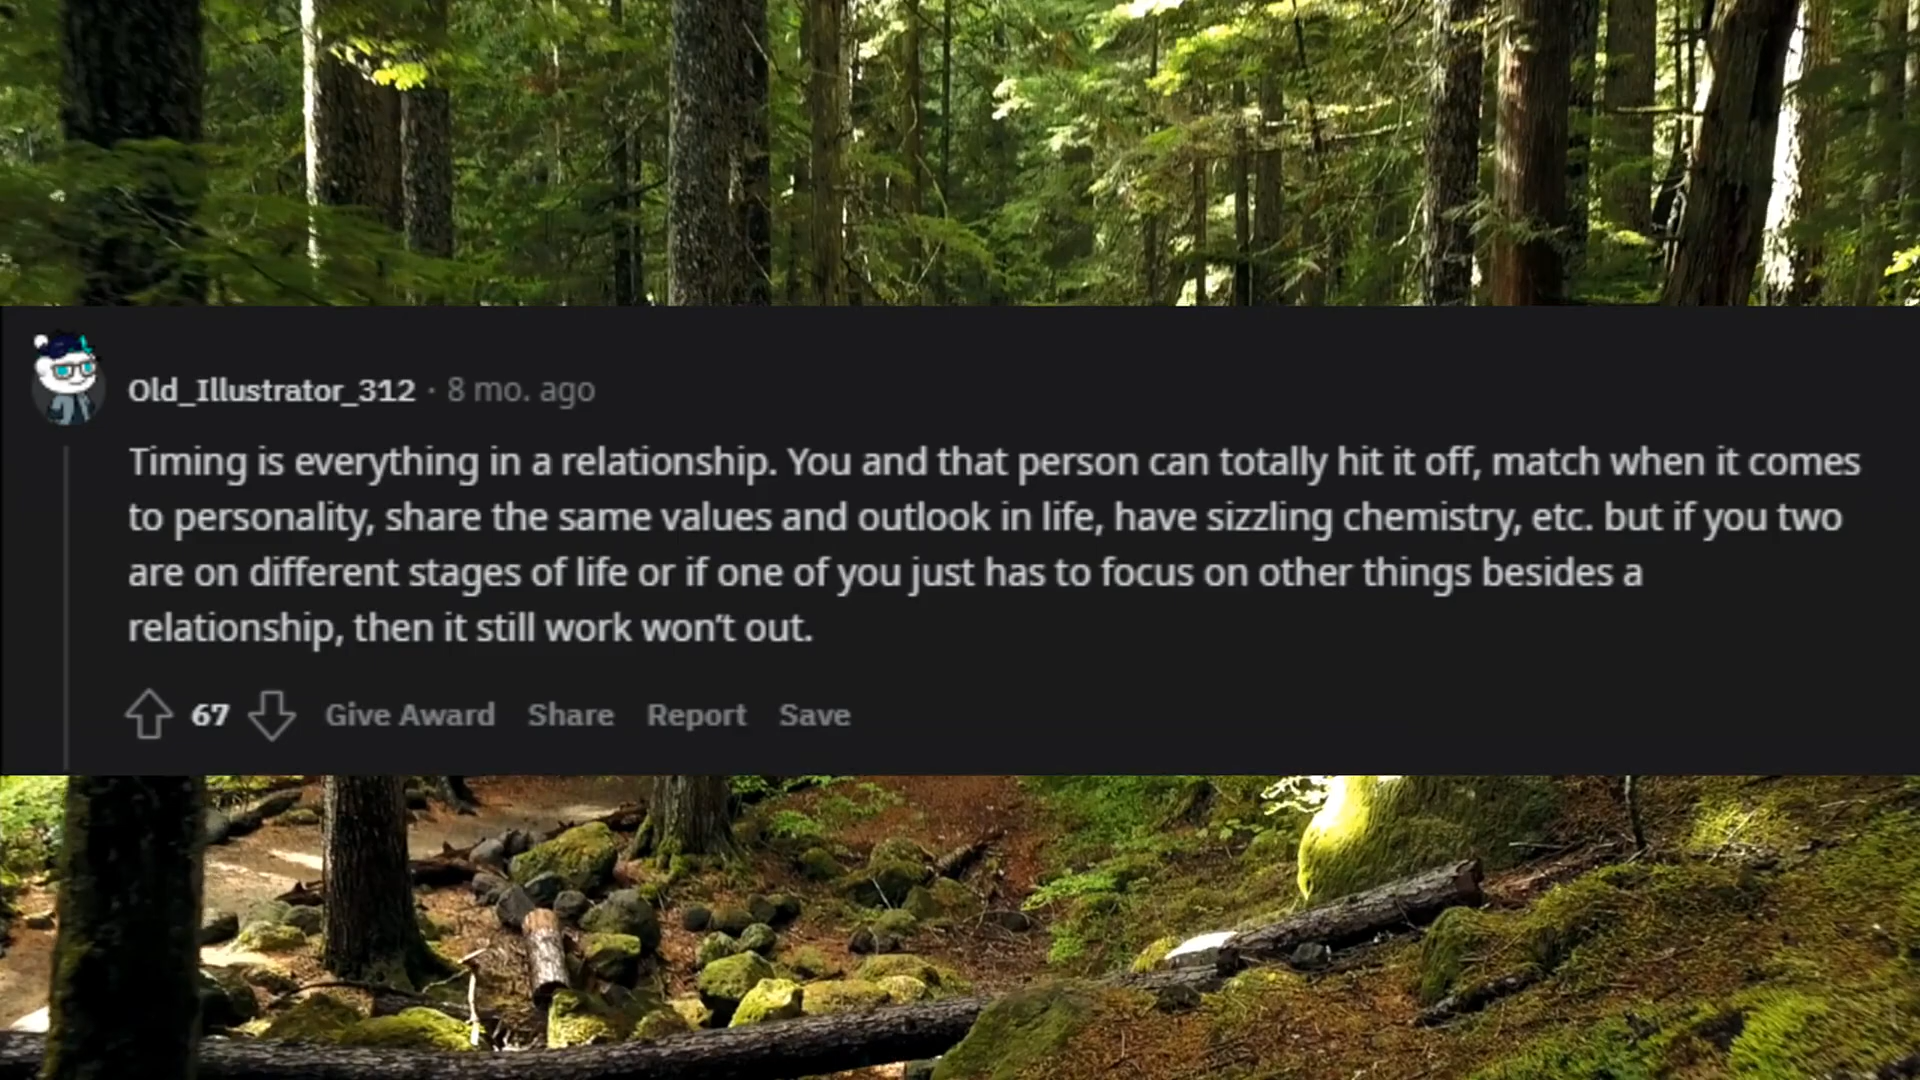 Old_Illustrator_312 · 8 mo. ago
Timing is everything in a relationship. You and that person can totally hit it off, match when it comes
to personality, share the same values and outlook in life, have sizzling chemistry, etc. but if you two
are on different stages of life or if one of you just has to focus on other things besides a
relationship, then it still work won’t out.
67 Give Award Share Report Save